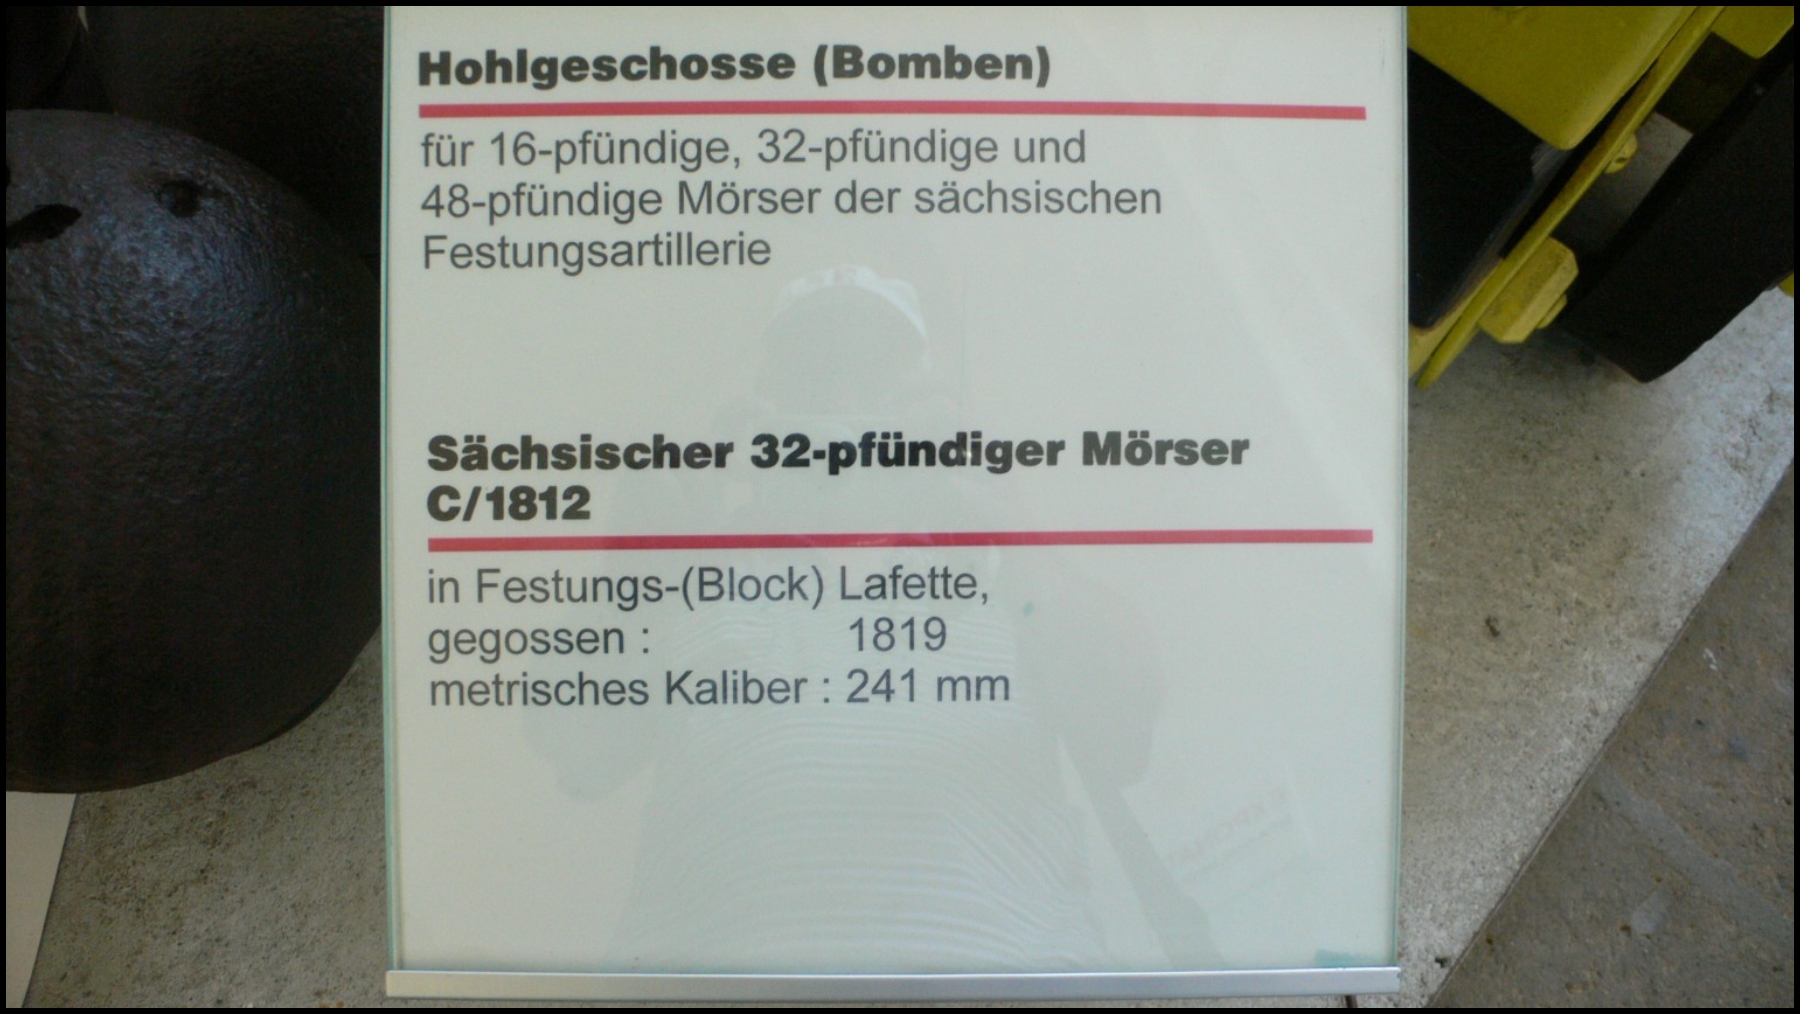 Hohlgeschosse (Bomben)
für 16-pfündige, 32-pfündige und
48-pfündige Mörser der sächsischen
Festungsartillerie
Sächsischer 32-pfündiger Mörser
C/1812
in Festungs-(Block) Lafette,
gegossen : 1819
metrisches Kaliber : 241 mm